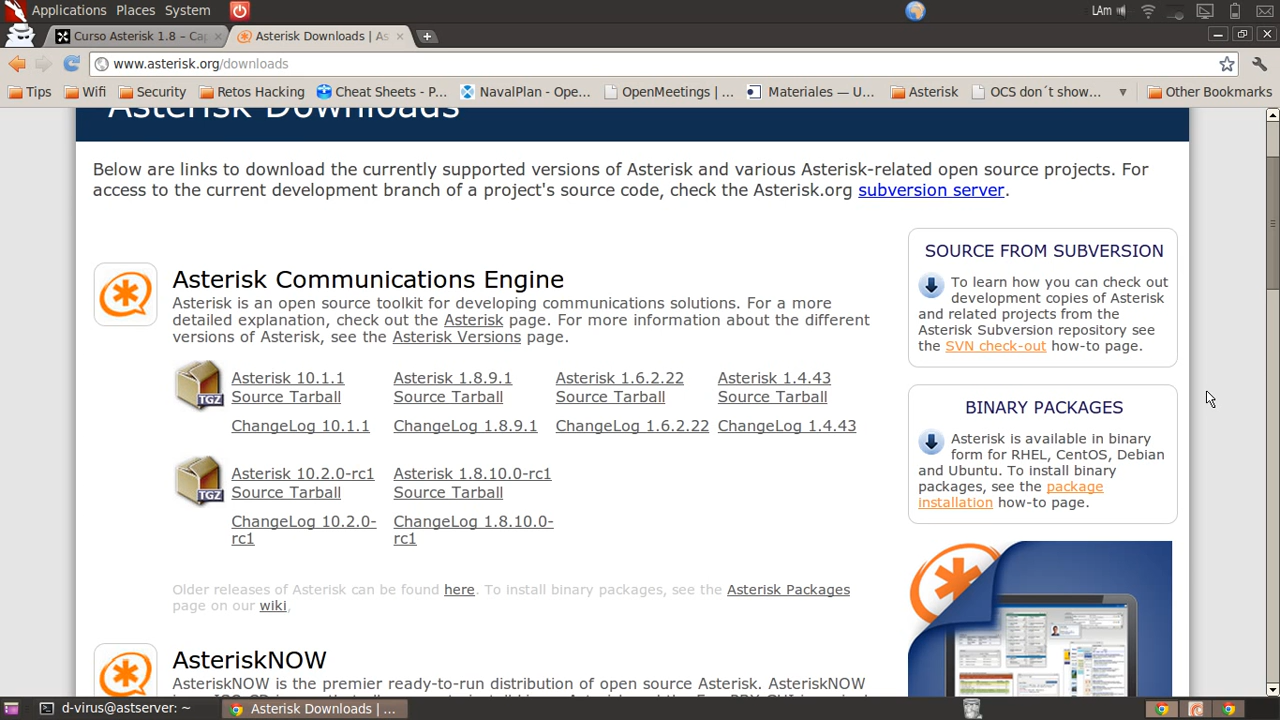 Applications Places System LAm
Curso Asterisk 1.8 – Cap Asterisk Downloads | As
www.asterisk.org/downloads
Tips Wifi Security Retos Hacking Cheat Sheets - P... NavalPlan - Ope... OpenMeetings | ... Materiales — U... Asterisk OCS don´t show... Other Bookmarks
Asterisk Downloads
Below are links to download the currently supported versions of Asterisk and various Asterisk-related open source projects. For
access to the current development branch of a project's source code, check the Asterisk.org subversion server.
Asterisk Communications Engine
Asterisk is an open source toolkit for developing communications solutions. For a more
detailed explanation, check out the Asterisk page. For more information about the different
versions of Asterisk, see the Asterisk Versions page.
TGZ
Asterisk 10.1.1 Asterisk 1.8.9.1 Asterisk 1.6.2.22 Asterisk 1.4.43
Source Tarball Source Tarball Source Tarball Source Tarball
ChangeLog 10.1.1 ChangeLog 1.8.9.1 ChangeLog 1.6.2.22 ChangeLog 1.4.43
TGZ
Asterisk 10.2.0-rc1 Asterisk 1.8.10.0-rc1
Source Tarball Source Tarball
ChangeLog 10.2.0- ChangeLog 1.8.10.0-
rc1 rc1
Older releases of Asterisk can be found here. To install binary packages, see the Asterisk Packages
page on our wiki.
AsteriskNOW
AsteriskNOW is the premier ready-to-run distribution of open source Asterisk. AsteriskNOW
SOURCE FROM SUBVERSION
To learn how you can check out
development copies of Asterisk
and related projects from the
Asterisk Subversion repository see
the SVN check-out how-to page.
BINARY PACKAGES
Asterisk is available in binary
form for RHEL, CentOS, Debian
and Ubuntu. To install binary
packages, see the package
installation how-to page.
d-virus@astserver: ~ Asterisk Downloads | ...